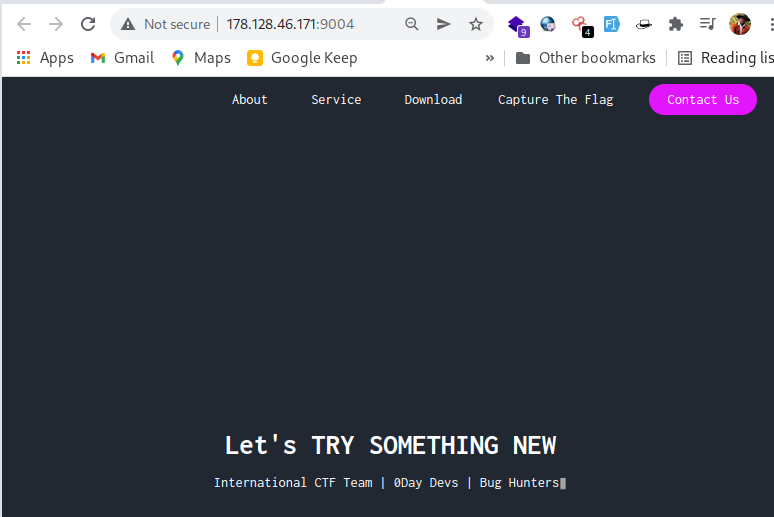 Not secure 178.128.46.171:9004 9 4
Apps Gmail Maps Google Keep » Other bookmarks Reading lis
About Service Download Capture The Flag Contact Us
Let's TRY SOMETHING NEW
International CTF Team | 0Day Devs | Bug Hunters